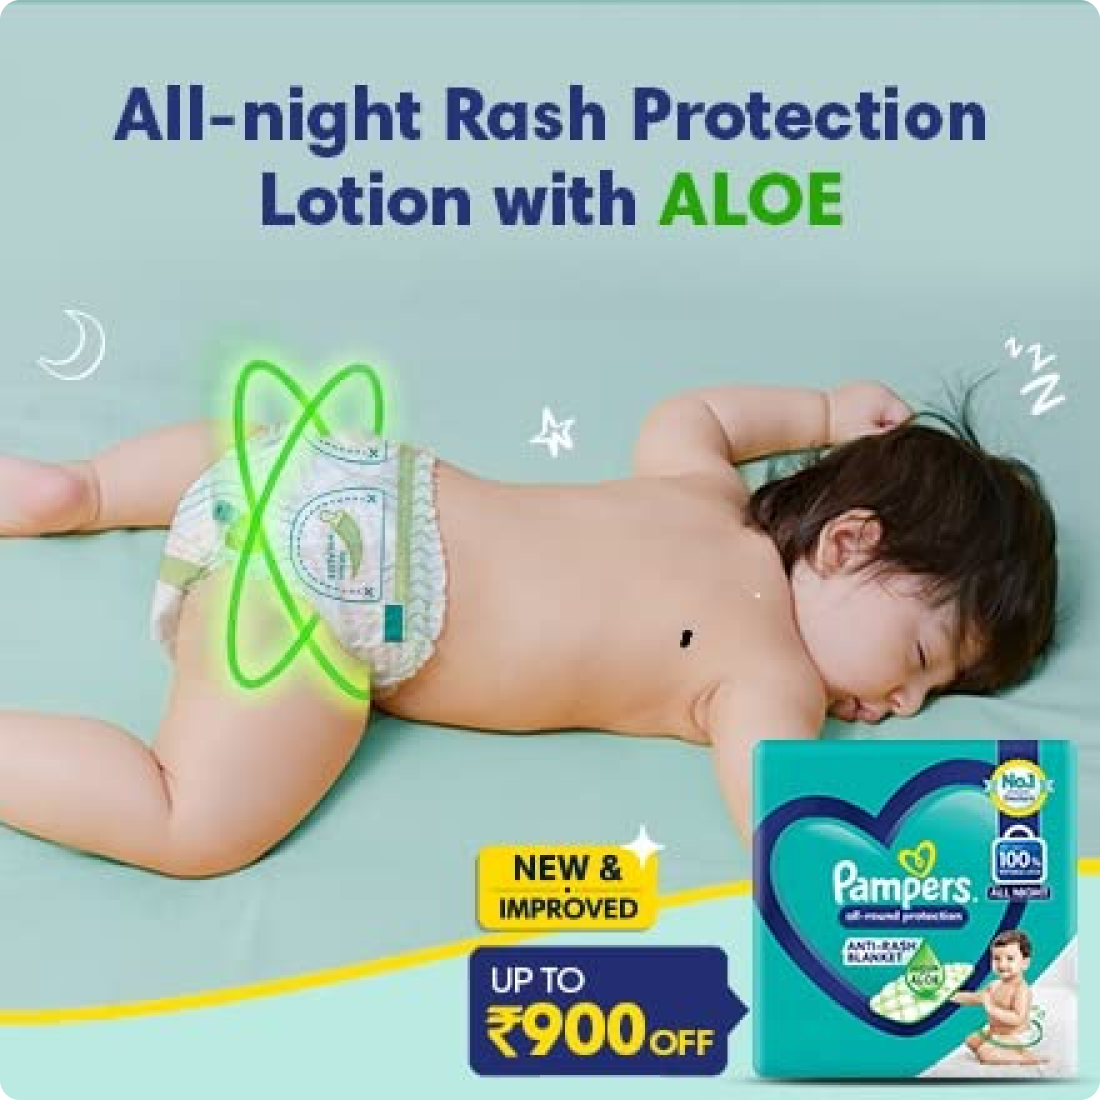 All-night Rash Protection
Lotion with ALOE
zzz
NEW &
IMPROVED
UP TO
₹900 OFF
No.1
100%
ALL NIGHT
Pampers.
all-round protection
ANTI-RASH
BLANKET
ALOE